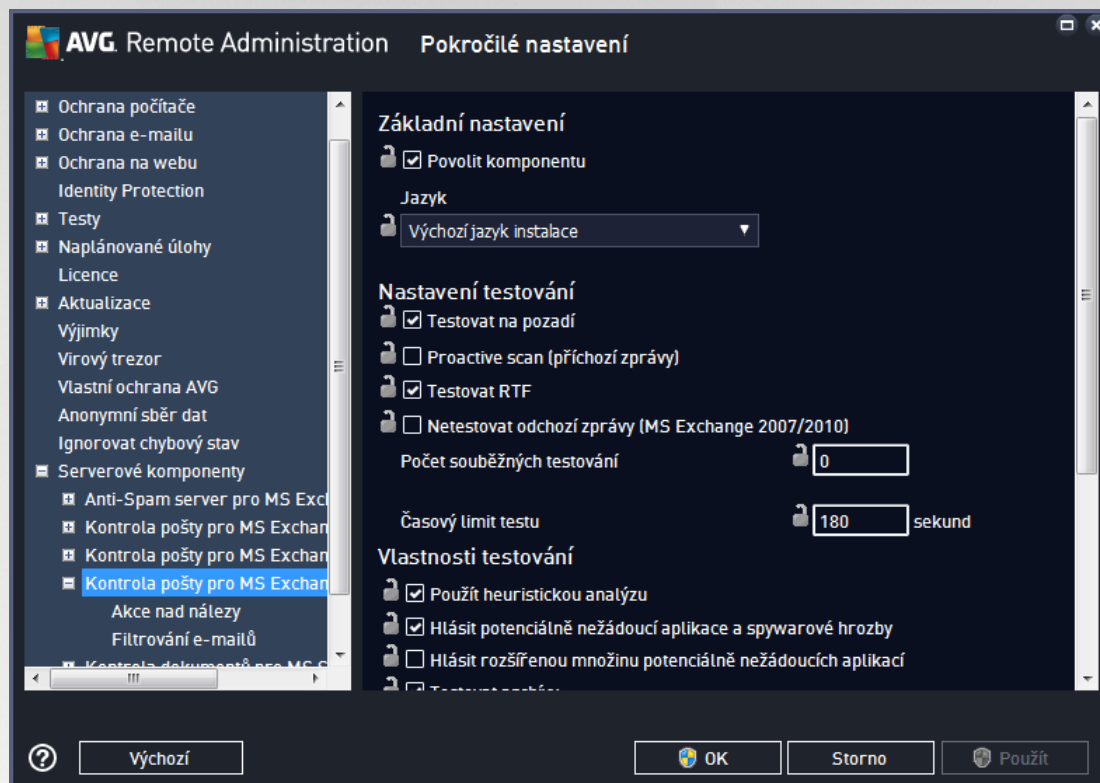 AVG. Remote Administration Pokročilé nastavení
Ochrana počítače
Ochrana e-mailu
Ochrana na webu
Identity Protection
Testy
Naplánované úlohy
Licence
Aktualizace
Výjimky
Virový trezor
Vlastní ochrana AVG
Anonymní sběr dat
Ignorovat chybový stav
Serverové komponenty
Anti-Spam server pro MS Excl
Kontrola pošty pro MS Exchan
Kontrola pošty pro MS Exchan
Kontrola pošty pro MS Exchan
Akce nad nálezy
Filtrování e-mailů
Kontrola dokumentů pro MS S
Základní nastavení
Povolit komponentu
Jazyk
Výchozí jazyk instalace
Nastavení testování
Testovat na pozadí
Proactive scan (příchozí zprávy)
Testovat RTF
Netestovat odchozí zprávy (MS Exchange 2007/2010)
Počet souběžných testování 0
Časový limit testu 180 sekund
Vlastnosti testování
Použít heuristickou analýzu
Hlásit potenciálně nežádoucí aplikace a spywarové hrozby
Hlásit rozšířenou množinu potenciálně nežádoucích aplikací
Testovat
Výchozí
OK
Storno
Použít